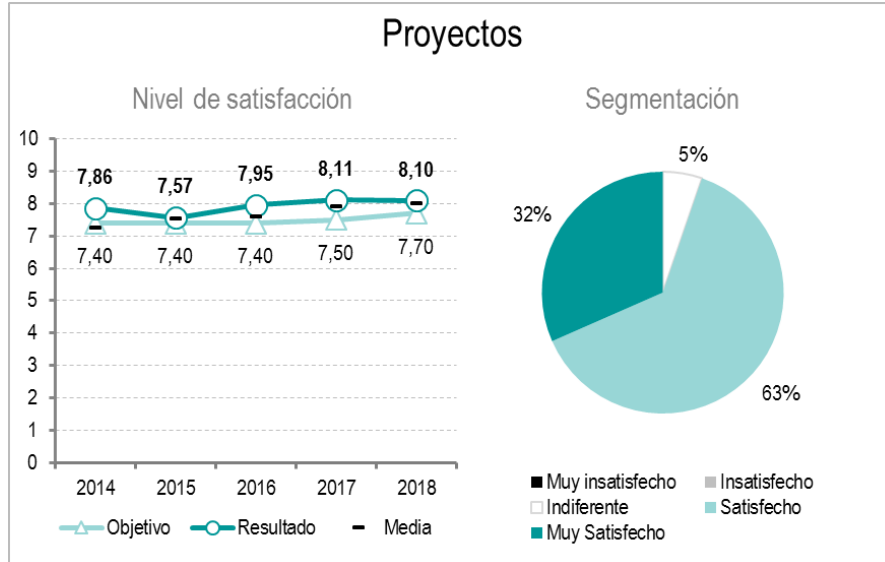 Proyectos
Nivel de satisfacción
10
9
8
7
6
5
4
3
2
1
0
7,86
7,57
7,95
8,11
8,10
7,40
7,40
7,40
7,50
7,70
2014
2015
2016
2017
2018
Objetivo
Resultado
Media
Segmentación
5%
32%
63%
Muy insatisfecho
Insatisfecho
Indiferente
Satisfecho
Muy Satisfecho